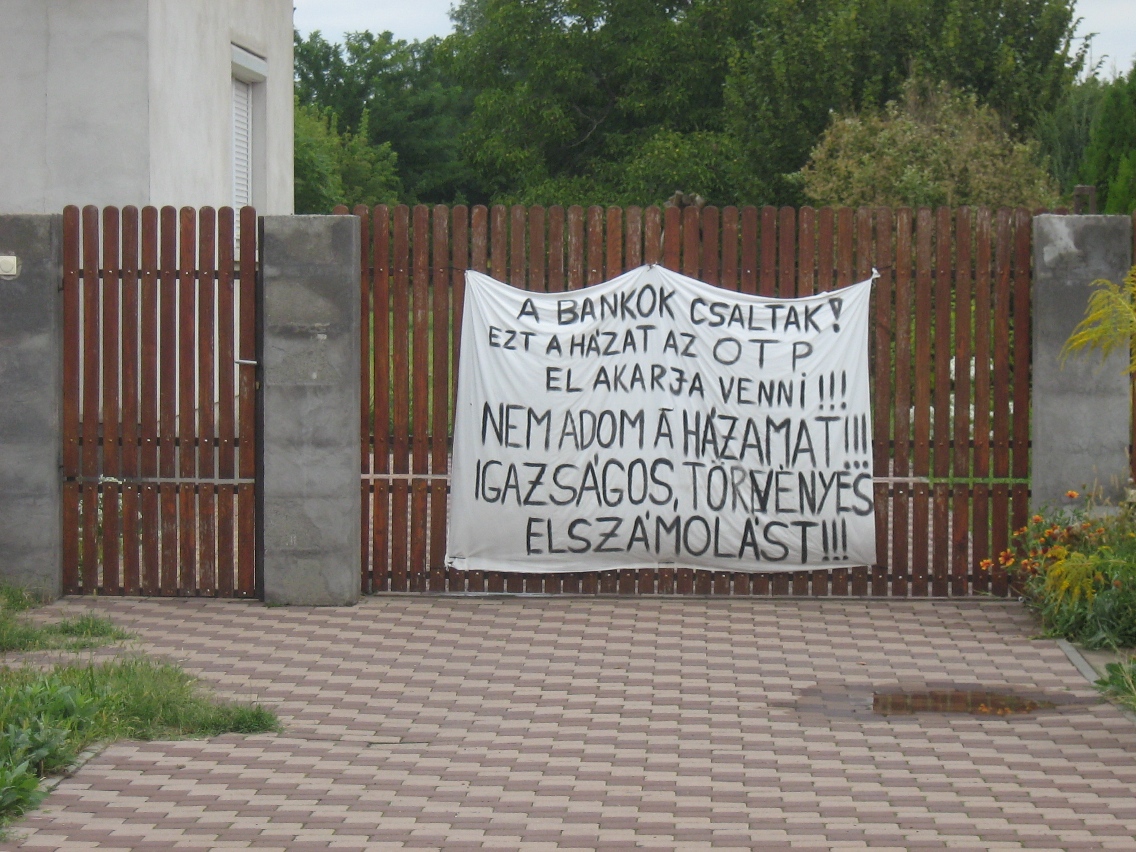 A BANKOK CSALTAK!
EZT A HÁZAT AZ OTP
EL AKARJA VENNI!!!
NEM ADOM A HÁZAMAT!!!
IGAZSÁGOS, TÖRVÉNYES
ELSZÁMOLÁST!!!